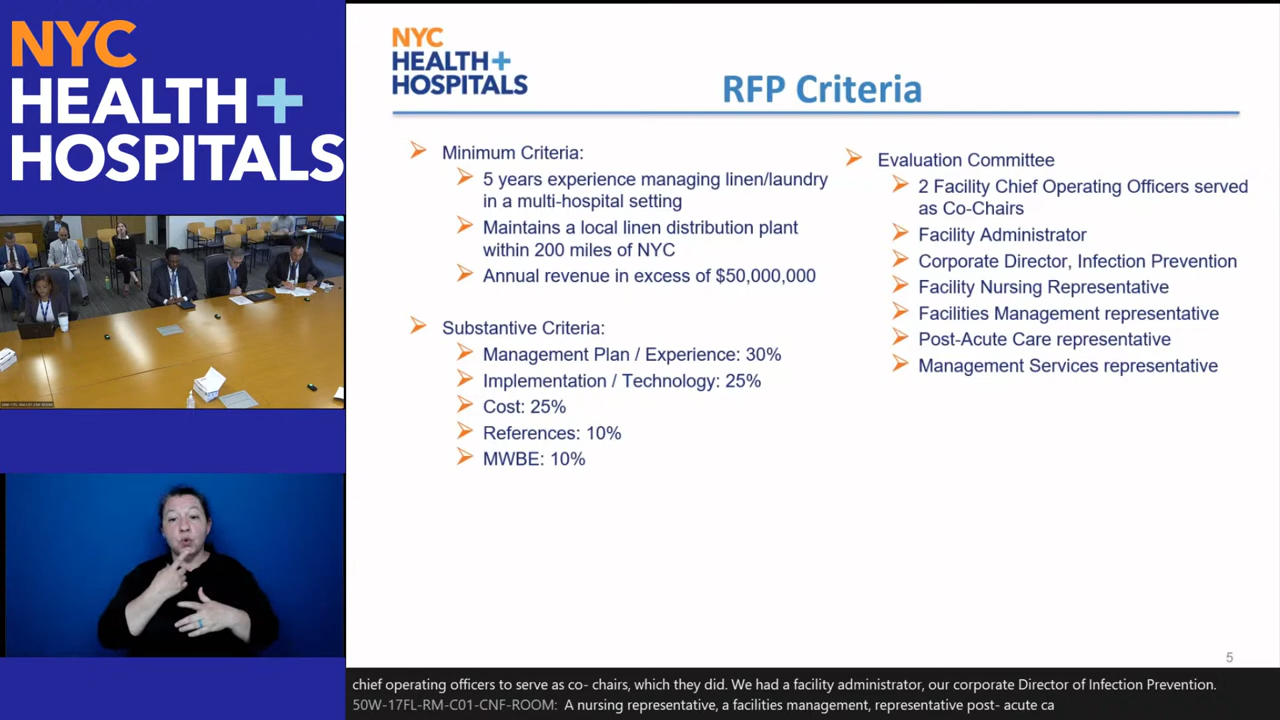 NYC
HEALTH+
HOSPITALS
50W-17FL-RM-C01-CNF-ROOM
NYC
HEALTH+
HOSPITALS
RFP Criteria
Minimum Criteria:
5 years experience managing linen/laundry
in a multi-hospital setting
Maintains a local linen distribution plant
within 200 miles of NYC
Annual revenue in excess of $50,000,000
Substantive Criteria:
Management Plan / Experience: 30%
Implementation / Technology: 25%
Cost: 25%
References: 10%
MWBE: 10%
Evaluation Committee
2 Facility Chief Operating Officers served
as Co-Chairs
Facility Administrator
Corporate Director, Infection Prevention
Facility Nursing Representative
Facilities Management representative
Post-Acute Care representative
Management Services representative
5
chief operating officers to serve as co- chairs, which they did. We had a facility administrator, our corporate Director of Infection Prevention.
50W-17FL-RM-C01-CNF-ROOM: A nursing representative, a facilities management, representative post- acute ca